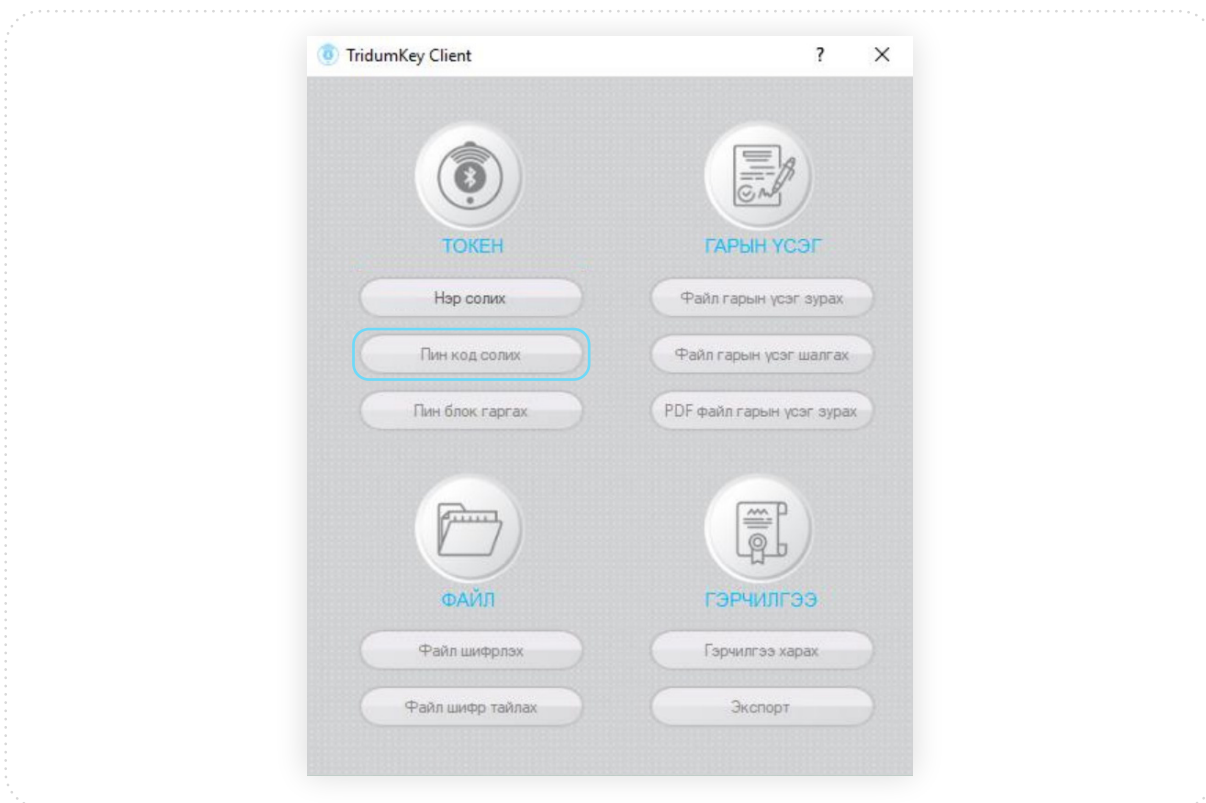 TridumKey Client ?
ТОКЕН
Нэр солих
Пин код солих
Пин блок гаргах
ГАРЫН ҮСЭГ
Файл гарын үсэг зурах
Файл гарын үсэг шалгах
PDF файл гарын үсэг зурах
ФАЙЛ
Файл шифрлэх
Файл шифр тайлах
ГЭРЧИЛГЭЭ
Гэрчилгээ харах
Экспорт